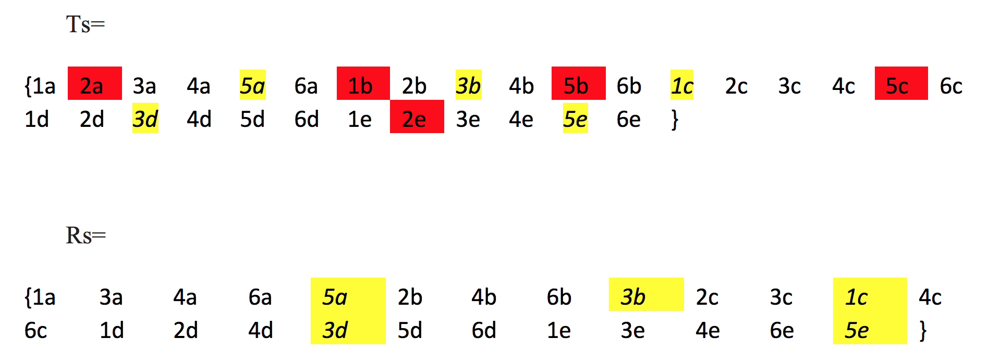 Ts=
{1a 2a 3a 4a 5a 6a 1b 2b 3b 4b 5b 6b 1c 2c 3c 4c 5c 6c
1d 2d 3d 4d 5d 6d 1e 2e 3e 4e 5e 6e }
Rs=
{1a 3a 4a 6a 5a 2b 4b 6b 3b 2c 3c 1c 4c
6c 1d 2d 4d 3d 5d 6d 1e 3e 4e 6e 5e }